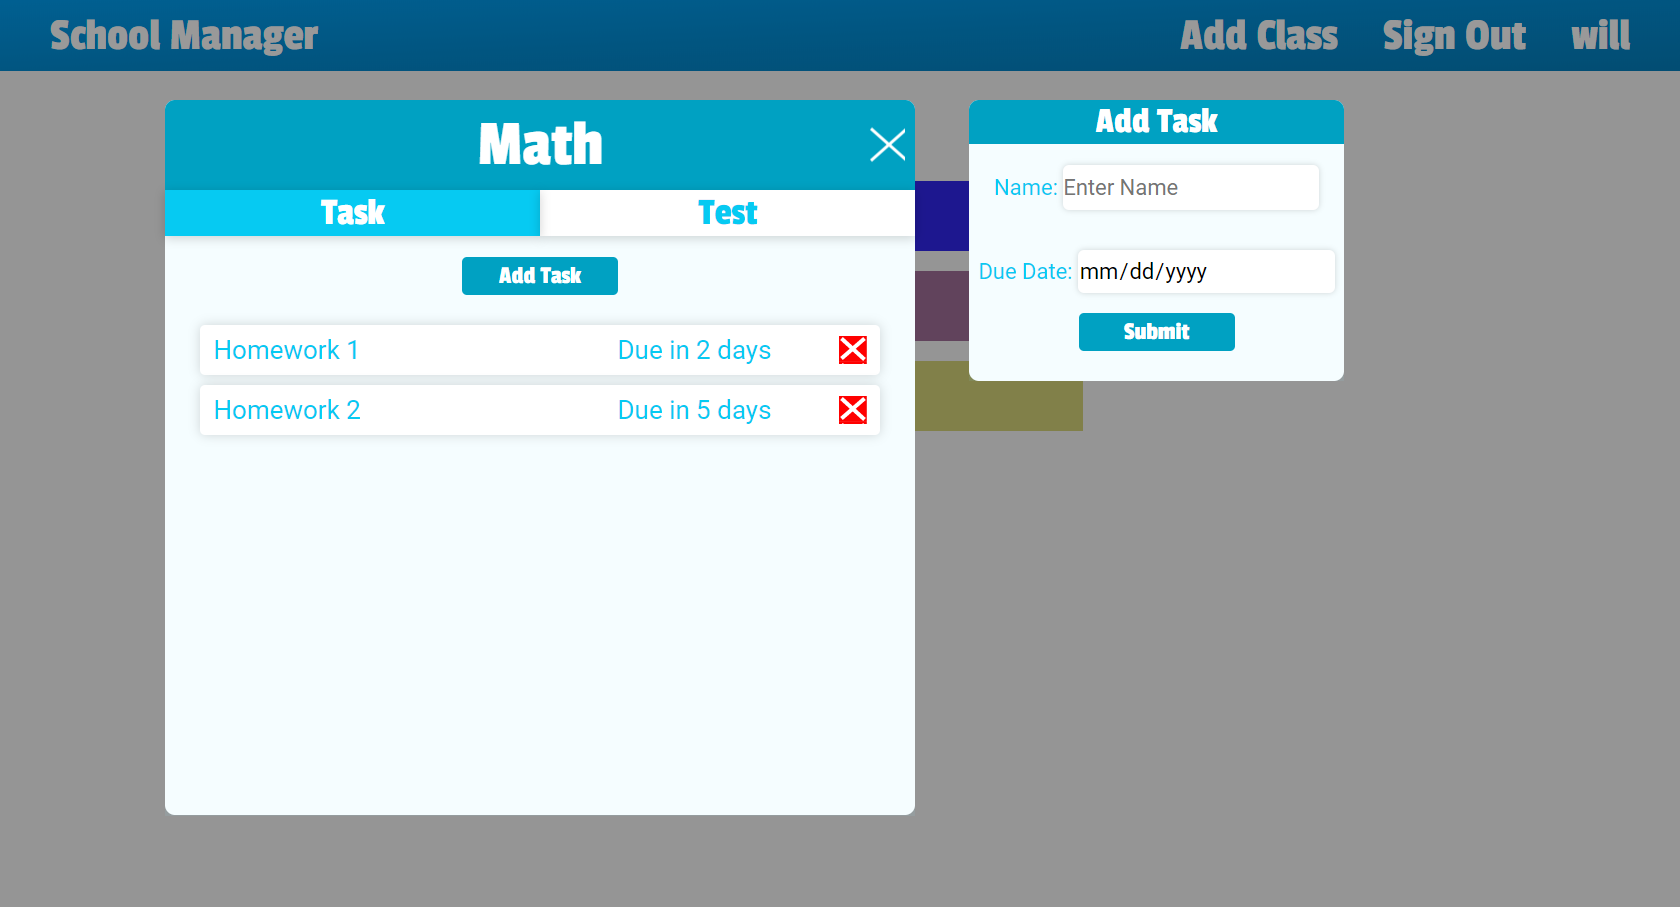 School Manager
Add Class Sign Out will
Math
Task Test
Add Task
Homework 1 Due in 2 days
Homework 2 Due in 5 days
Add Task
Name: Enter Name
Due Date: mm/dd/yyyy
Submit